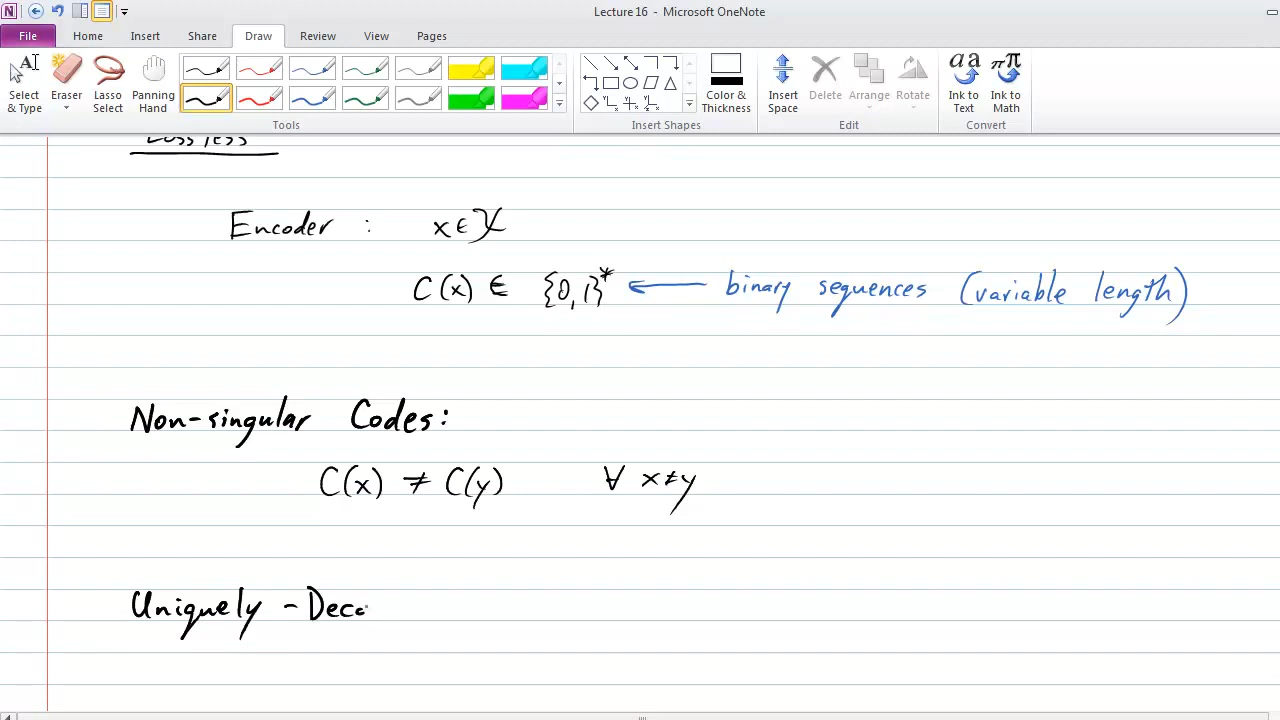 Lecture 16 - Microsoft OneNote
File Home Insert Share Draw Review View Pages
Select & Type Eraser Lasso Select Panning Hand Color & Thickness Insert Space Delete Arrange Rotate Ink to Text Ink to Math
Tools Insert Shapes Edit Convert
Lossless
Encoder : x ∈ 𝒳
C(x) ∈ {0,1}* ← binary sequences (variable length)
Non-singular Codes:
C(x) ≠ C(y) ∀ x≠y
Uniquely - Deco